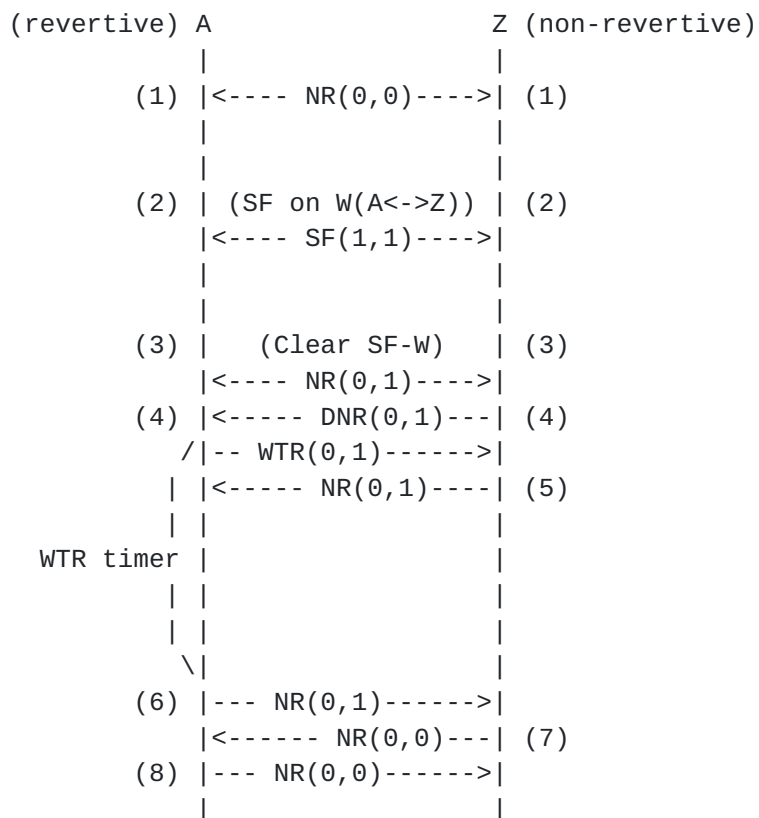 (revertive) A                  Z (non-revertive)
            |                  |
        (1) |<---- NR(0,0)---->| (1)
            |                  |
            |                  |
        (2) | (SF on W(A<->Z)) | (2)
            |<---- SF(1,1)---->|
            |                  |
            |                  |
        (3) |   (Clear SF-W)   | (3)
            |<---- NR(0,1)---->|
        (4) |<----- DNR(0,1)---| (4)
           /|-- WTR(0,1)------>|
          | |<----- NR(0,1)----| (5)
          | |                  |
  WTR timer |                  |
          | |                  |
          | |                  |
           \|                  |
        (6) |--- NR(0,1)------>|
            |<------ NR(0,0)---| (7)
        (8) |--- NR(0,0)------>|
            |                  |